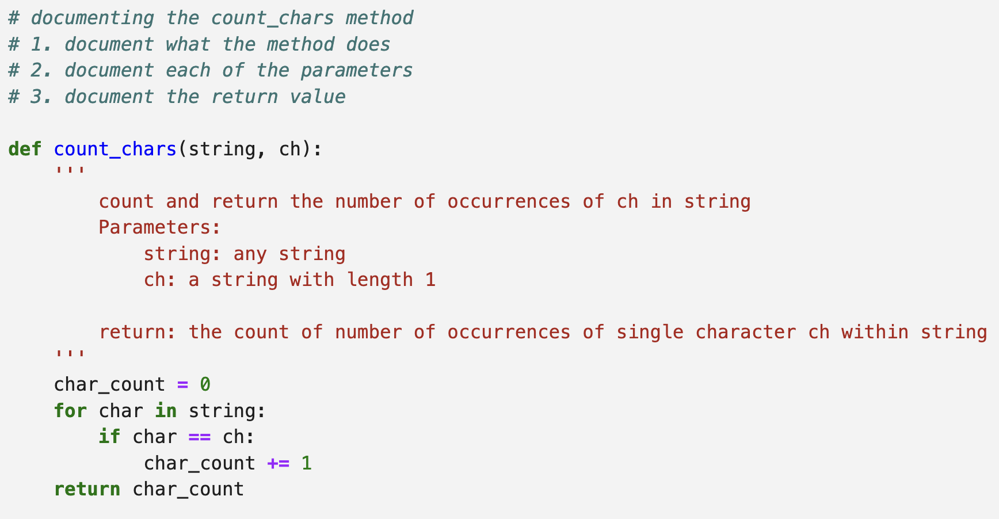 # documenting the count_chars method
# 1. document what the method does
# 2. document each of the parameters
# 3. document the return value

def count_chars(string, ch):
    '''
        count and return the number of occurrences of ch in string
        Parameters:
            string: any string
            ch: a string with length 1

        return: the count of number of occurrences of single character ch within string
    '''
    char_count = 0
    for char in string:
        if char == ch:
            char_count += 1
    return char_count